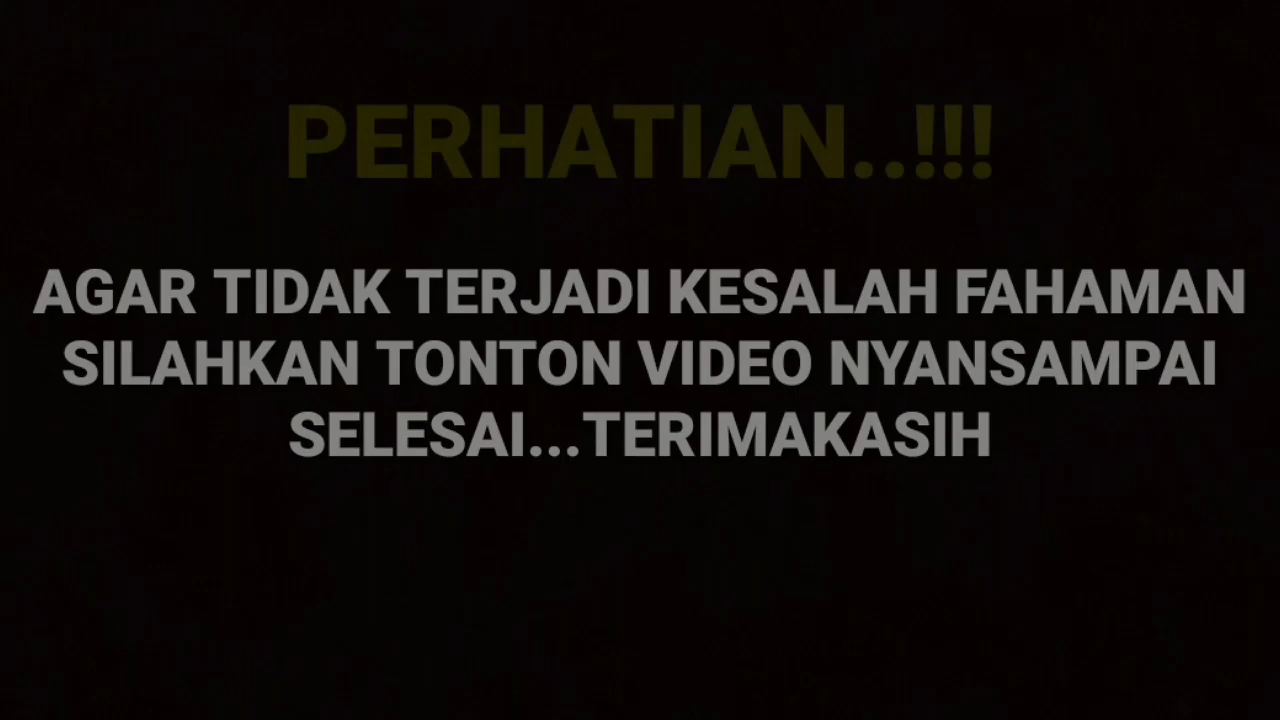 PERHATIAN..!!!
AGAR TIDAK TERJADI KESALAH FAHAMAN
SILAHKAN TONTON VIDEO NYANSAMPAI
SELESAI...TERIMAKASIH